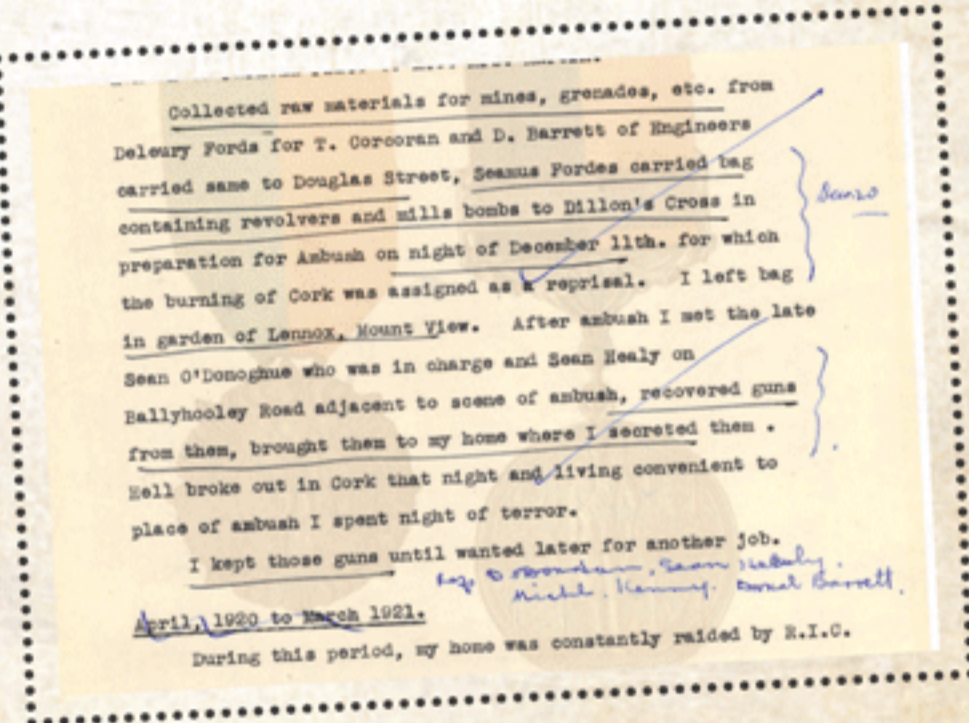 Collected raw materials for mines, grenades, etc. from
Deleury Fords for T. Corcoran and D. Barrett of Engineers
carried same to Douglas Street, Seamus Fordes carried bag
containing revolvers and mills bombs to Dillon's Cross in
preparation for Ambush on night of December 11th. for which
the burning of Cork was assigned as a reprisal. I left bag
in garden of Lennox, Mount View. After ambush I met the late
Sean O'Donoghue who was in charge and Sean Healy on
Ballyhooley Road adjacent to scene of ambush, recovered guns
from them, brought them to my home where I secreted them .
Hell broke out in Cork that night and living convenient to
place of ambush I spent night of terror.
I kept those guns until wanted later for another job.
Sean
Michl. Kenny. Donal Barrett.
April, 1920 to March 1921.
During this period, my home was constantly raided by R.I.C.